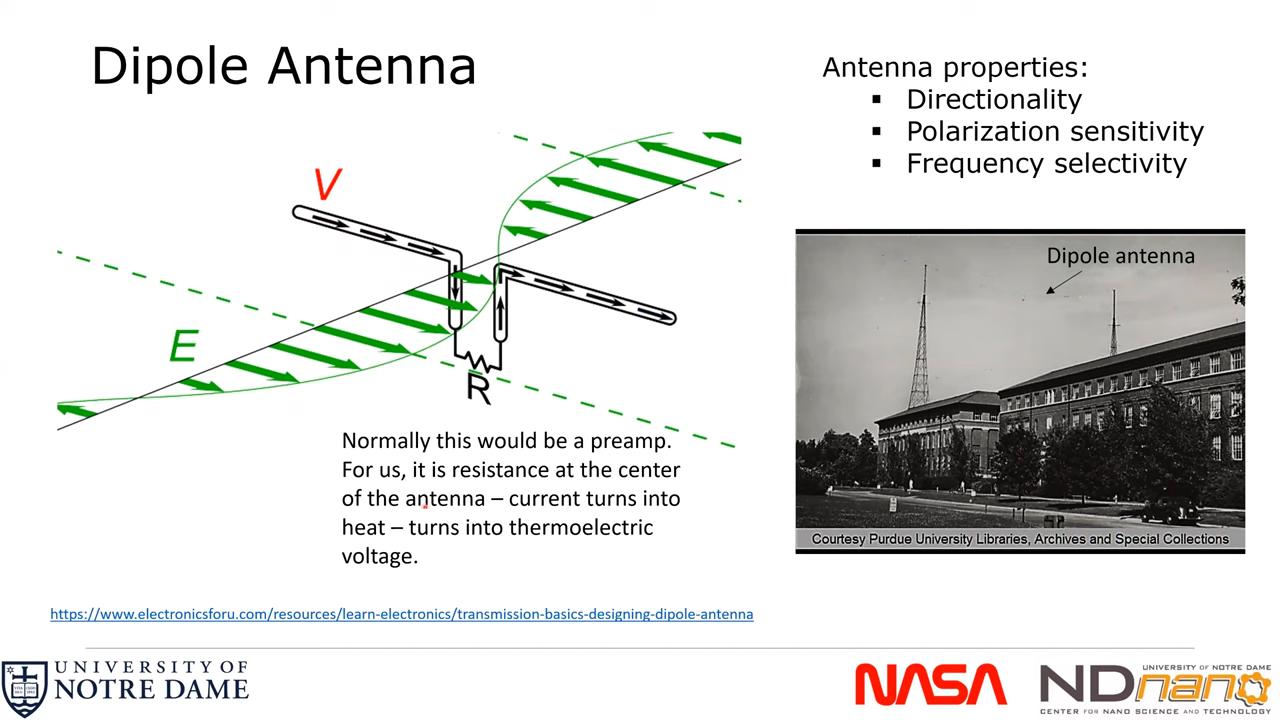 Dipole Antenna
Antenna properties:
▪ Directionality
▪ Polarization sensitivity
▪ Frequency selectivity
V
E
R
Dipole antenna
Normally this would be a preamp.
For us, it is resistance at the center
of the antenna – current turns into
heat – turns into thermoelectric
voltage.
Courtesy Purdue University Libraries, Archives and Special Collections
https://www.electronicsforu.com/resources/learn-electronics/transmission-basics-designing-dipole-antenna
UNIVERSITY OF
NOTRE DAME
NASA
UNIVERSITY OF NOTRE DAME
NDnano
CENTER FOR NANO SCIENCE AND TECHNOLOGY